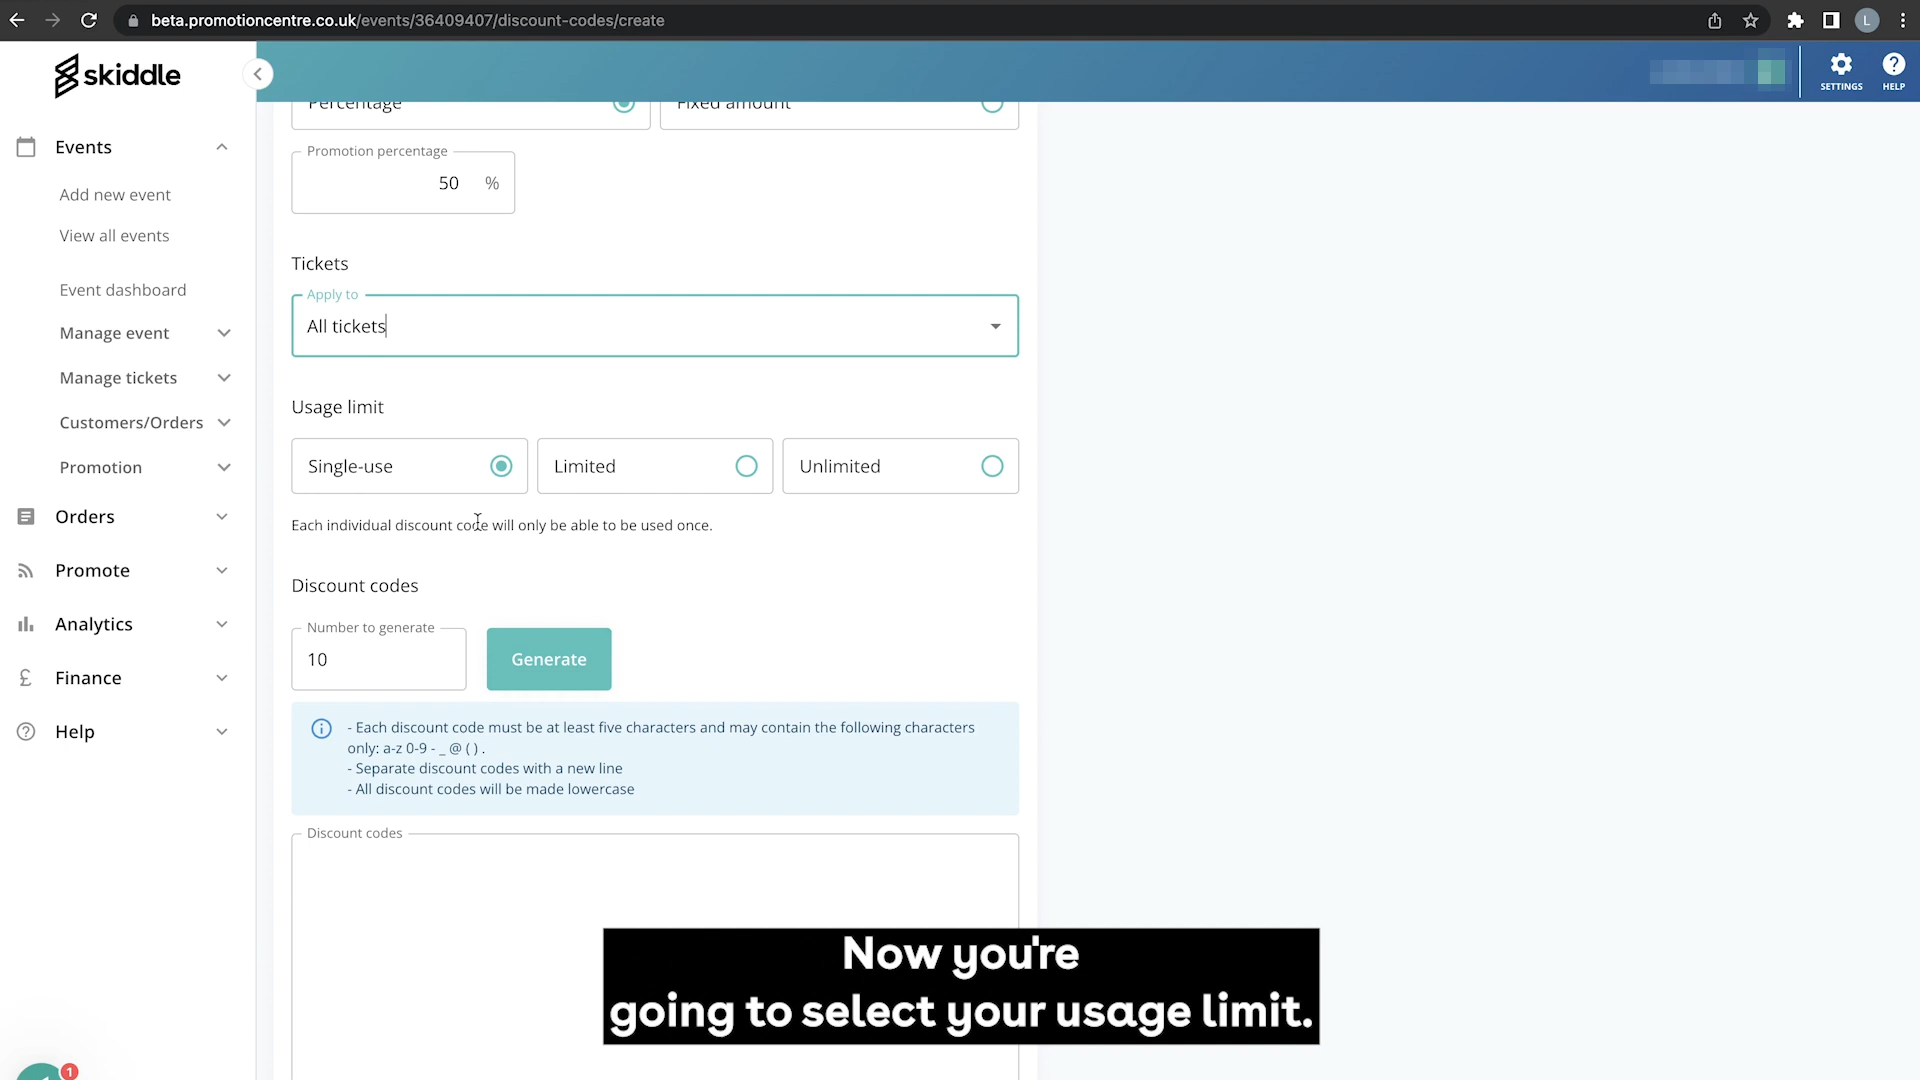 beta.promotioncentre.co.uk/events/36409407/discount-codes/create
L
skiddle
SETTINGS
HELP
Events
Add new event
View all events
Event dashboard
Manage event
Manage tickets
Customers/Orders
Promotion
Orders
Promote
Analytics
Finance
Help
1
Percentage
Fixed amount
Promotion percentage
50 %
Tickets
Apply to
All tickets
Usage limit
Single-use
Limited
Unlimited
Each individual discount code will only be able to be used once.
Discount codes
Number to generate
10
Generate
- Each discount code must be at least five characters and may contain the following characters
only: a-z 0-9 - _ @ ( ) .
- Separate discount codes with a new line
- All discount codes will be made lowercase
Discount codes
Now you're
going to select your usage limit.